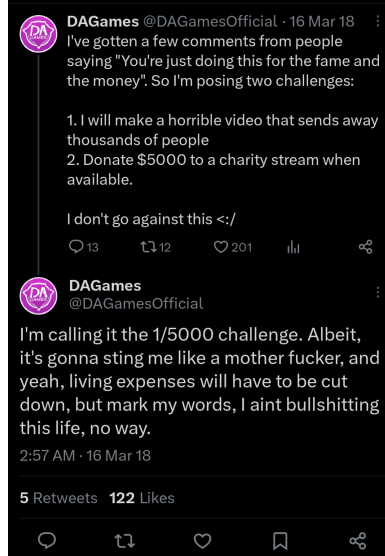 DAGames @DAGamesOfficial · 16 Mar 18
I've gotten a few comments from people
saying "You're just doing this for the fame and
the money". So I'm posing two challenges:
1. I will make a horrible video that sends away
thousands of people
2. Donate $5000 to a charity stream when
available.
I don't go against this <:/
13 12 201
DAGames
@DAGamesOfficial
I'm calling it the 1/5000 challenge. Albeit,
it's gonna sting me like a mother fucker, and
yeah, living expenses will have to be cut
down, but mark my words, I aint bullshitting
this life, no way.
2:57 AM · 16 Mar 18
5 Retweets 122 Likes